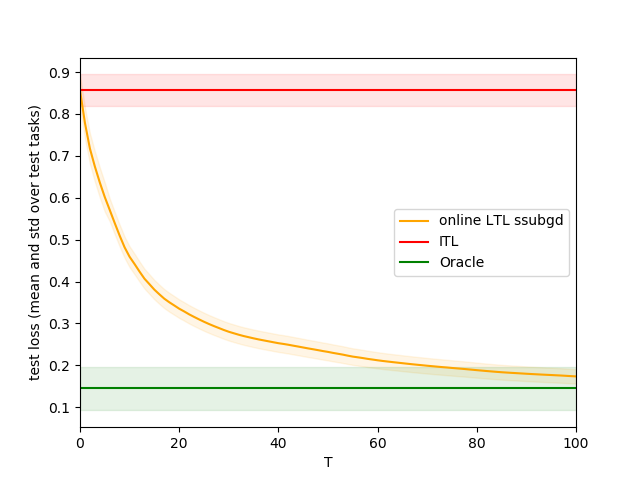 0.9
0.8
0.7
0.6
0.5
0.4
0.3
0.2
0.1
test loss (mean and std over test tasks)
online LTL ssubgd
ITL
Oracle
0 20 40 60 80 100
T